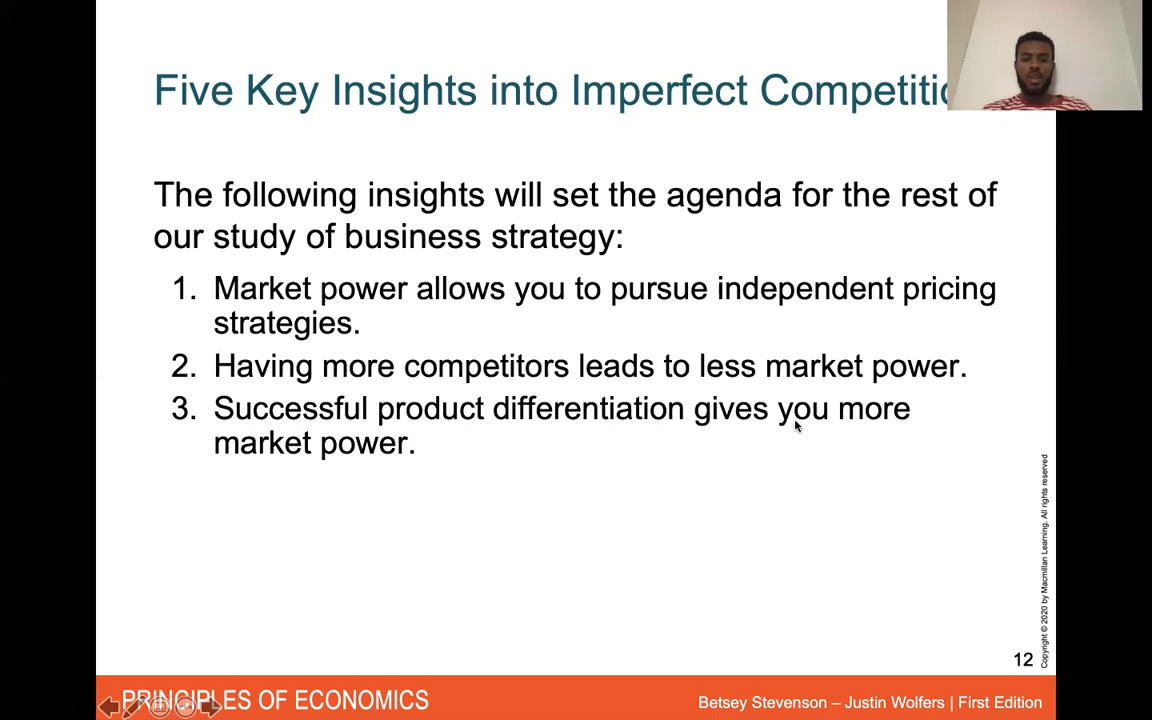 Five Key Insights into Imperfect Competitio
The following insights will set the agenda for the rest of
our study of business strategy:
1. Market power allows you to pursue independent pricing
strategies.
2. Having more competitors leads to less market power.
3. Successful product differentiation gives you more
market power.
Copyright © 2020 by Macmillan Learning. All rights reserved
12
PRINCIPLES OF ECONOMICS
Betsey Stevenson – Justin Wolfers | First Edition